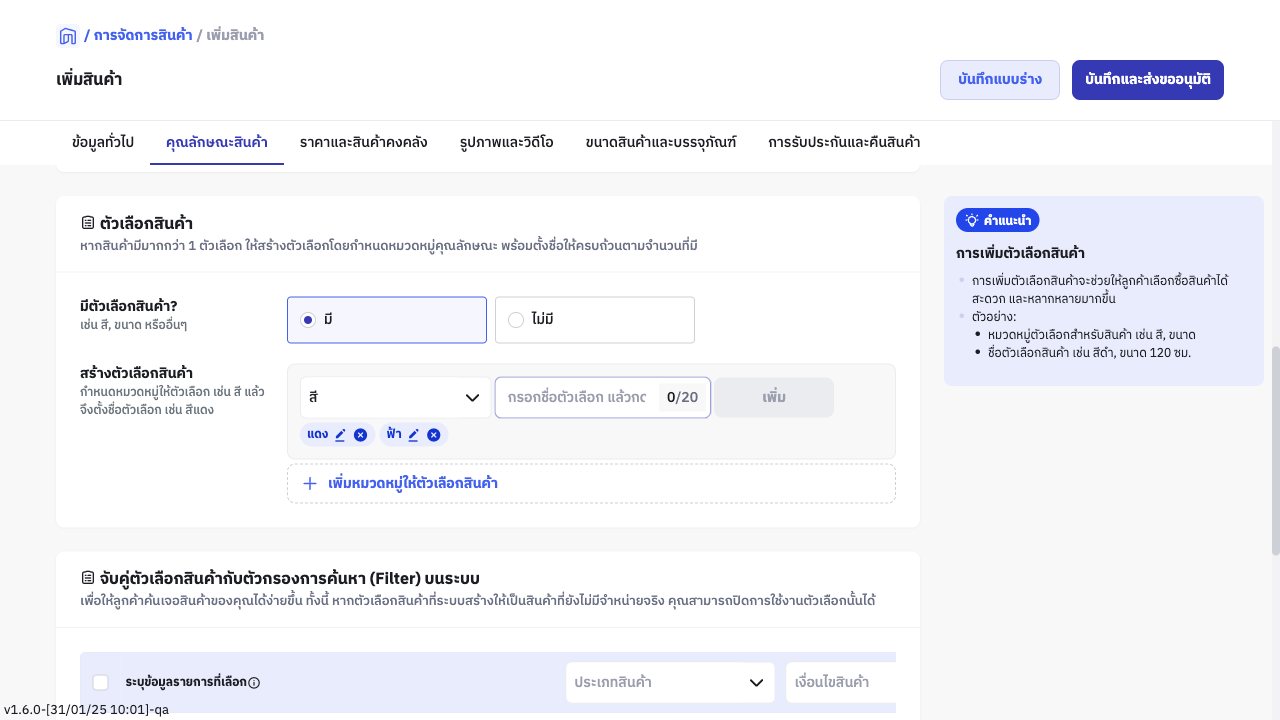 / การจัดการสินค้า / เพิ่มสินค้า
เพิ่มสินค้า
บันทึกแบบร่าง
บันทึกและส่งขออนุมัติ
ข้อมูลทั่วไป
คุณลักษณะสินค้า
ราคาและสินค้าคงคลัง
รูปภาพและวิดีโอ
ขนาดสินค้าและบรรจุภัณฑ์
การรับประกันและคืนสินค้า
ตัวเลือกสินค้า
หากสินค้ามีมากกว่า 1 ตัวเลือก ให้สร้างตัวเลือกโดยกำหนดหมวดหมู่คุณลักษณะ พร้อมตั้งชื่อให้ครบถ้วนตามจำนวนที่มี
มีตัวเลือกสินค้า?
เช่น สี, ขนาด หรืออื่นๆ
มี
ไม่มี
สร้างตัวเลือกสินค้า
กำหนดหมวดหมู่ให้ตัวเลือก เช่น สี แล้ว
จึงตั้งชื่อตัวเลือก เช่น สีแดง
สี
กรอกชื่อตัวเลือก แล้วกด
0/20
เพิ่ม
แดง
ฟ้า
เพิ่มหมวดหมู่ให้ตัวเลือกสินค้า
คำแนะนำ
การเพิ่มตัวเลือกสินค้า
การเพิ่มตัวเลือกสินค้าจะช่วยให้ลูกค้าเลือกซื้อสินค้าได้
สะดวก และหลากหลายมากขึ้น
ตัวอย่าง:
หมวดหมู่ตัวเลือกสำหรับสินค้า เช่น สี, ขนาด
ชื่อตัวเลือกสินค้า เช่น สีดำ, ขนาด 120 ซม.
จับคู่ตัวเลือกสินค้ากับตัวกรองการค้นหา (Filter) บนระบบ
เพื่อให้ลูกค้าค้นเจอสินค้าของคุณได้ง่ายขึ้น ทั้งนี้ หากตัวเลือกสินค้าที่ระบบสร้างให้เป็นสินค้าที่ยังไม่มีจำหน่ายจริง คุณสามารถปิดการใช้งานตัวเลือกนั้นได้
ระบุข้อมูลรายการที่เลือก
ประเภทสินค้า
เงื่อนไขสินค้า
v1.6.0-[31/01/25 10:01]-qa